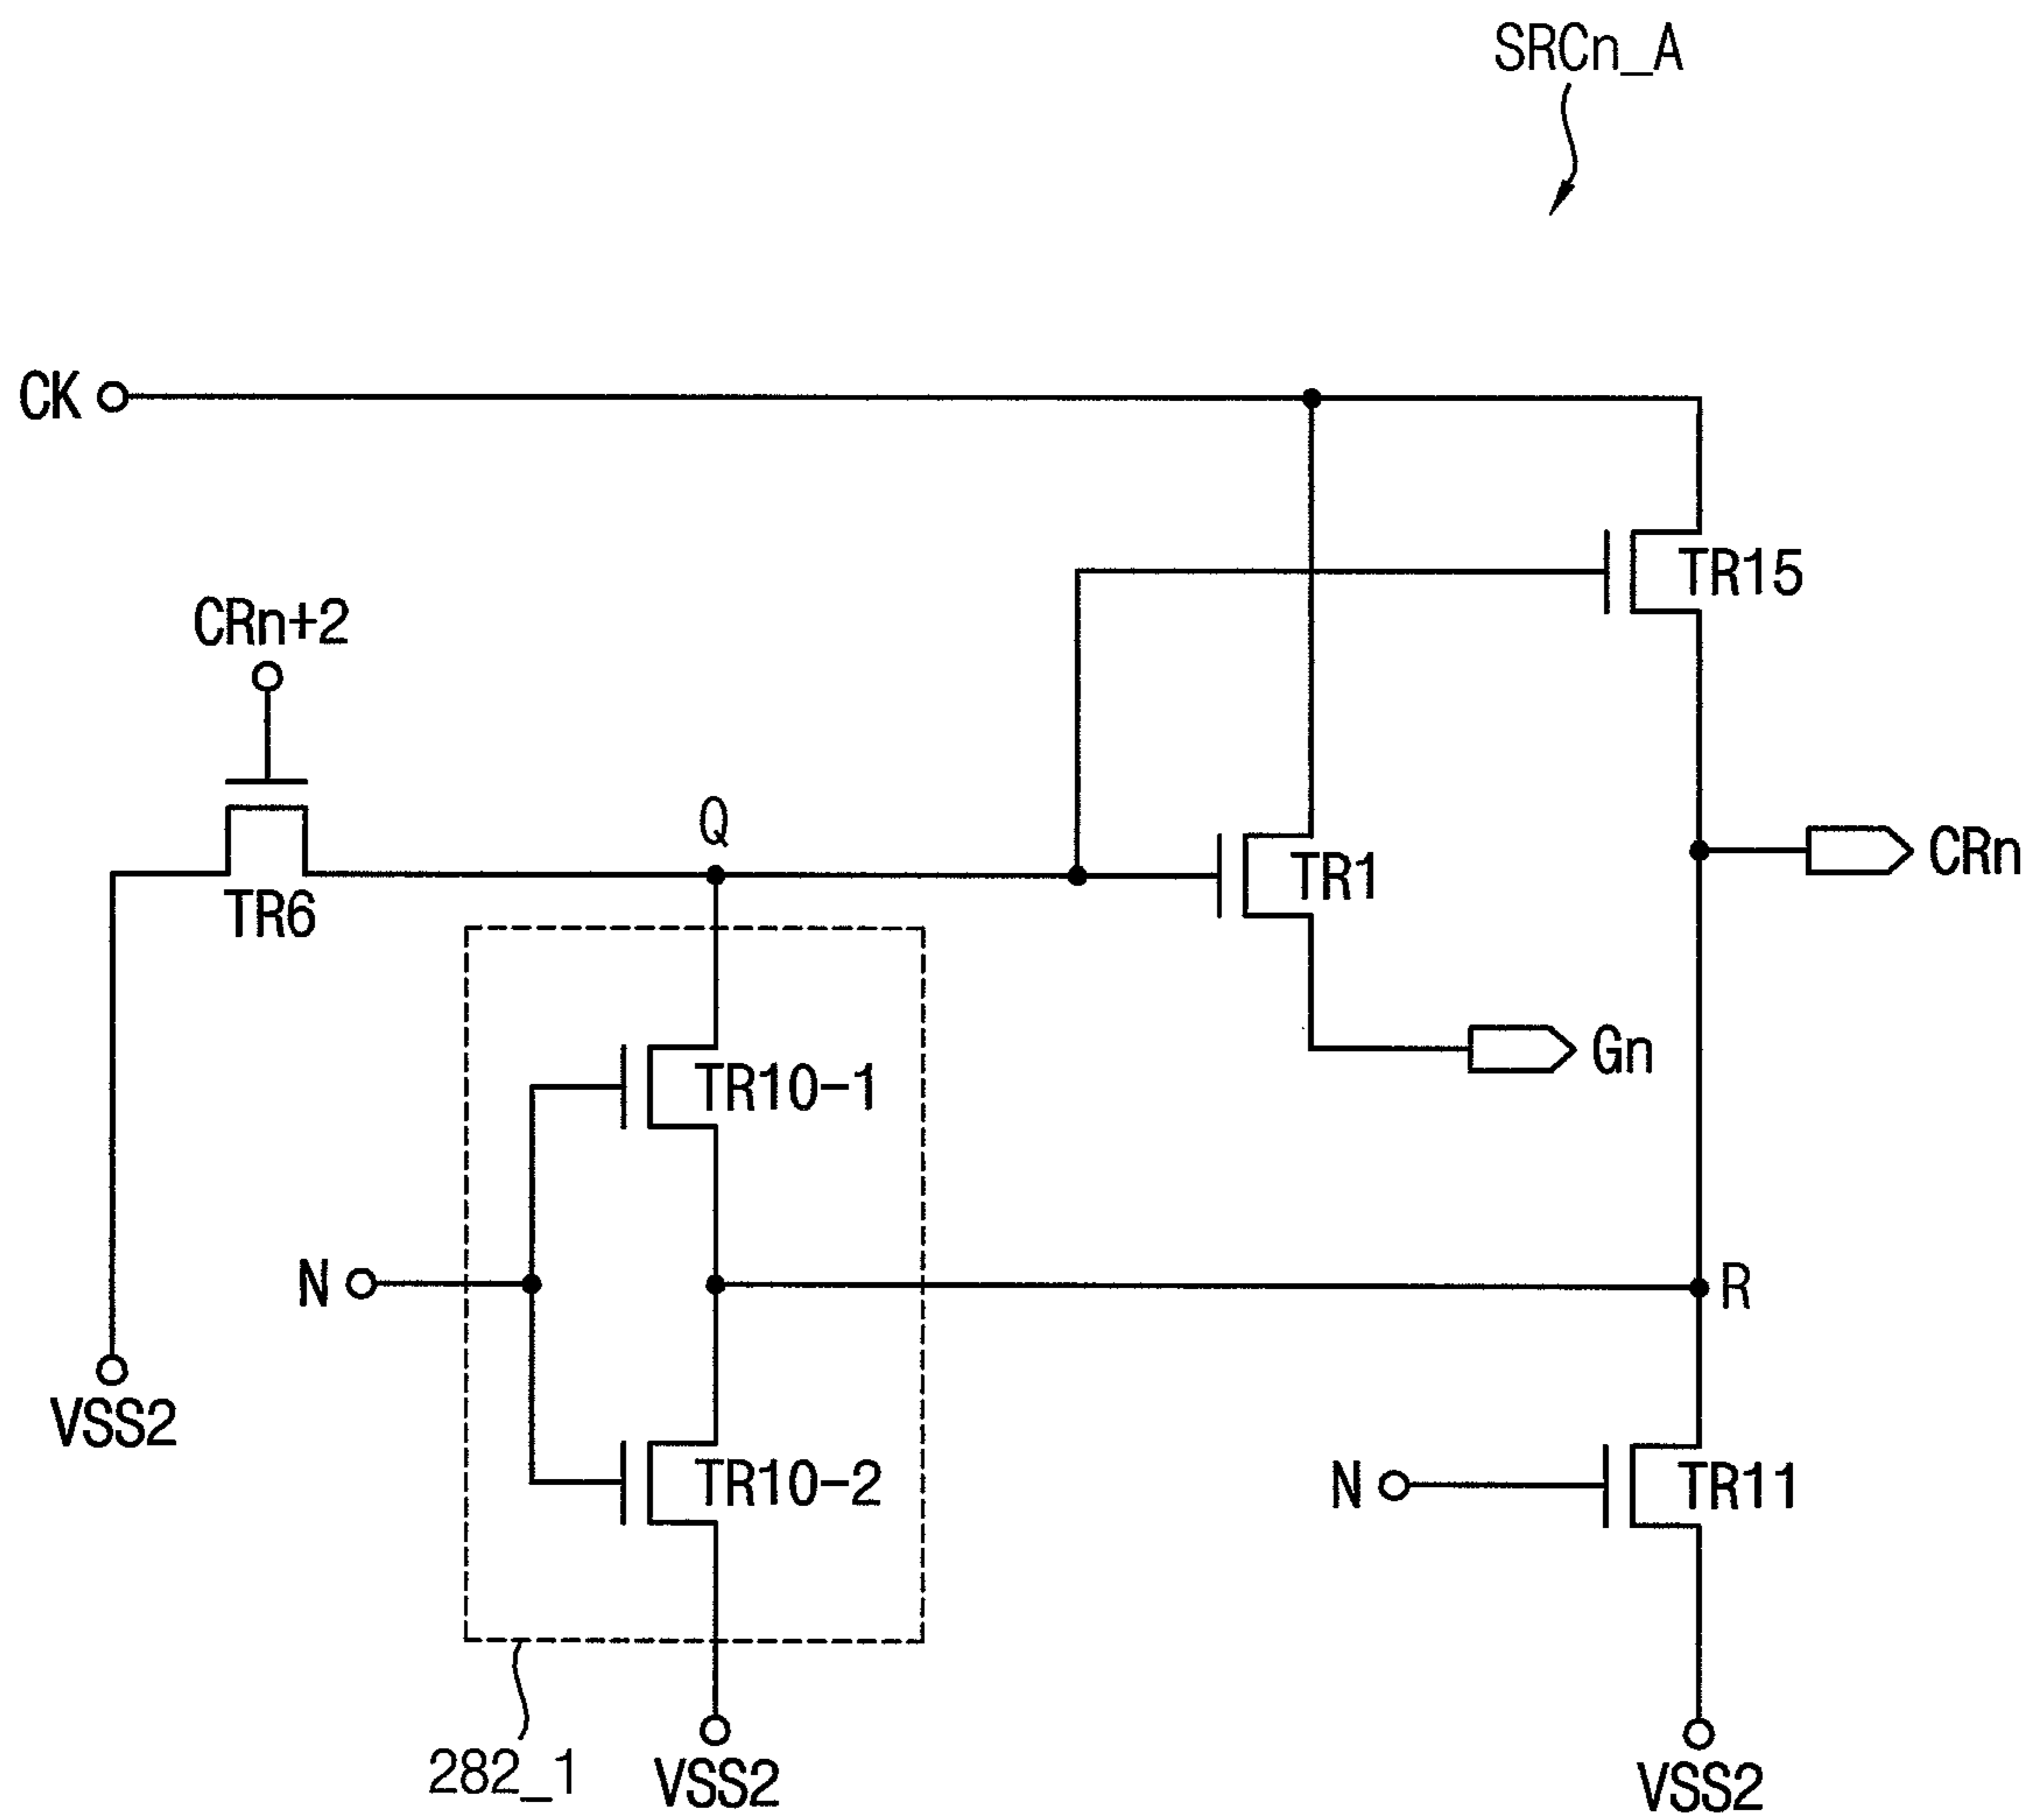 SRCn_A
CK
TR15
CRn+2
Q
TR1
CRn
TR6
Gn
TR10-1
N
R
VSS2
TR10-2
N
TR11
282_1
VSS2
VSS2